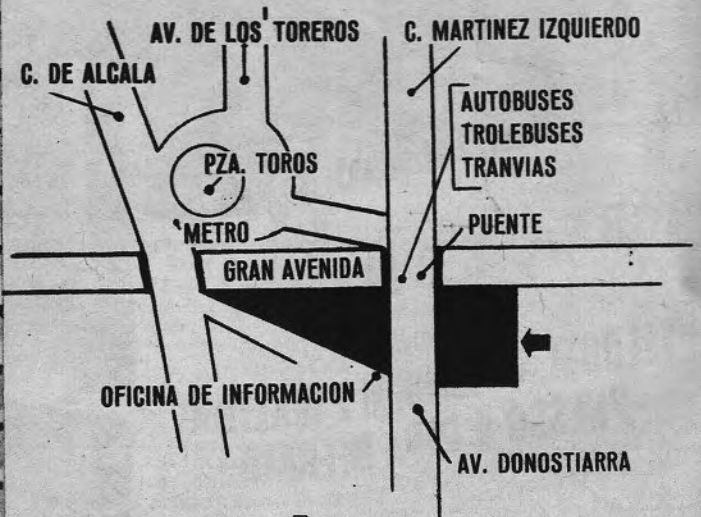 AV. DE LOS TOREROS
C. MARTINEZ IZQUIERDO
C. DE ALCALA
AUTOBUSES
TROLEBUSES
TRANVIAS
PZA. TOROS
METRO
PUENTE
GRAN AVENIDA
OFICINA DE INFORMACION
AV. DONOSTIARRA